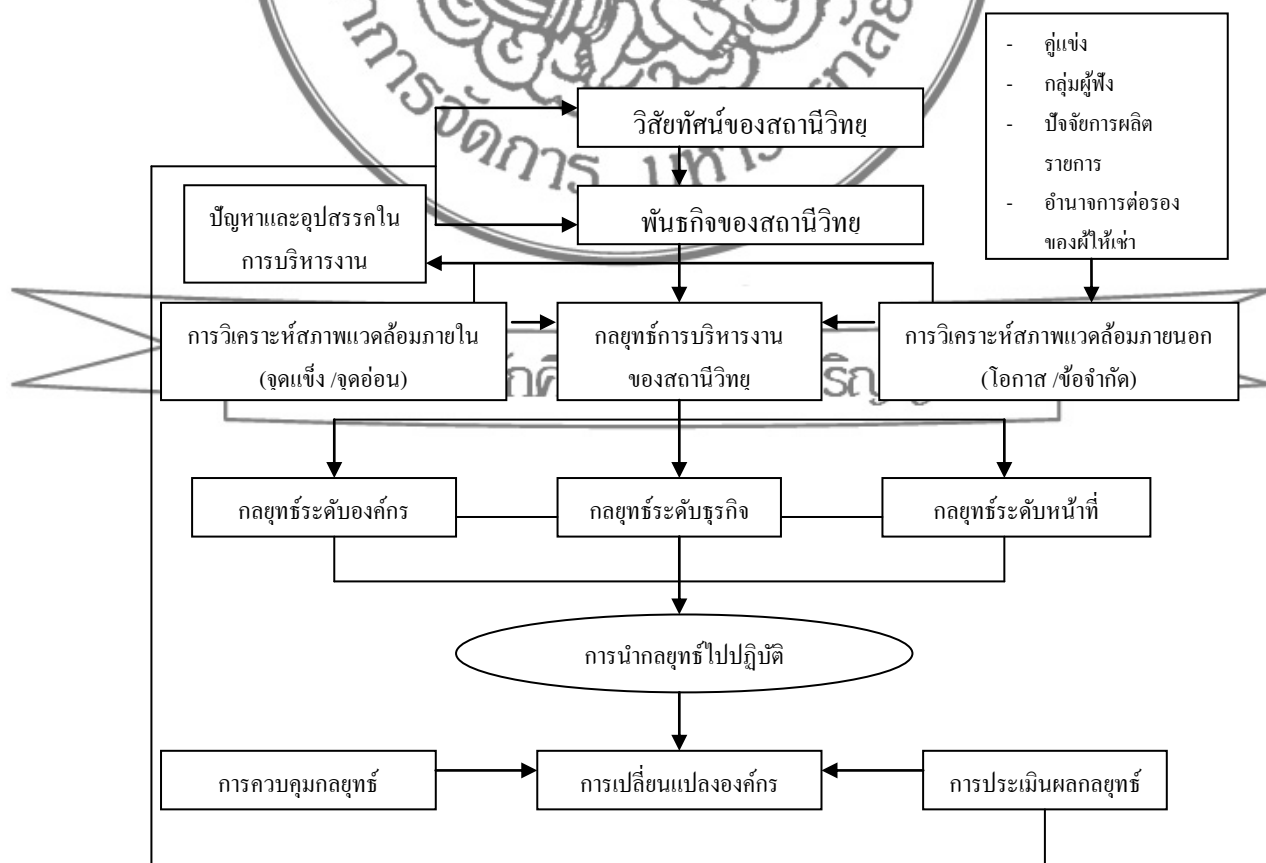 - คู่แข่ง
- กลุ่มผู้ฟัง
- ปัจจัยการผลิต
รายการ
- อำนาจการต่อรอง
ของผู้ให้เช่า
วิสัยทัศน์ของสถานีวิทยุ
พันธกิจของสถานีวิทยุ
ปัญหาและอุปสรรคใน
การบริหารงาน
การวิเคราะห์สภาพแวดล้อมภายใน
(จุดแข็ง /จุดอ่อน)
กลยุทธ์การบริหารงาน
ของสถานีวิทยุ
การวิเคราะห์สภาพแวดล้อมภายนอก
(โอกาส /ข้อจำกัด)
กลยุทธ์ระดับองค์กร
กลยุทธ์ระดับธุรกิจ
กลยุทธ์ระดับหน้าที่
การนำกลยุทธ์ไปปฏิบัติ
การควบคุมกลยุทธ์
การเปลี่ยนแปลงองค์กร
การประเมินผลกลยุทธ์
การจัดการ